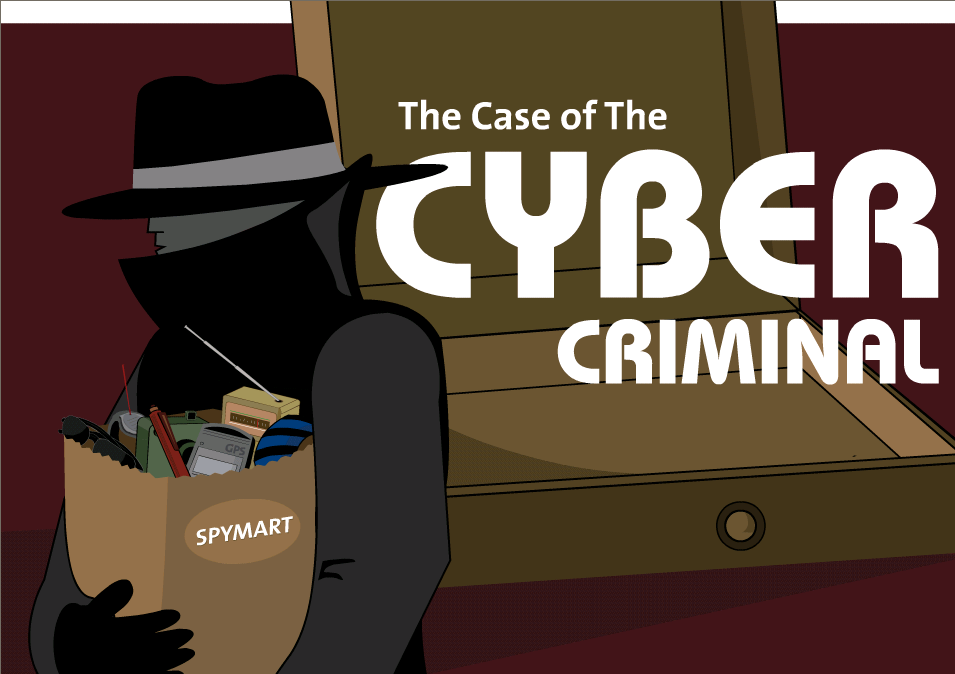 The Case of The
CYBER
CRIMINAL
GPS
SPYMART